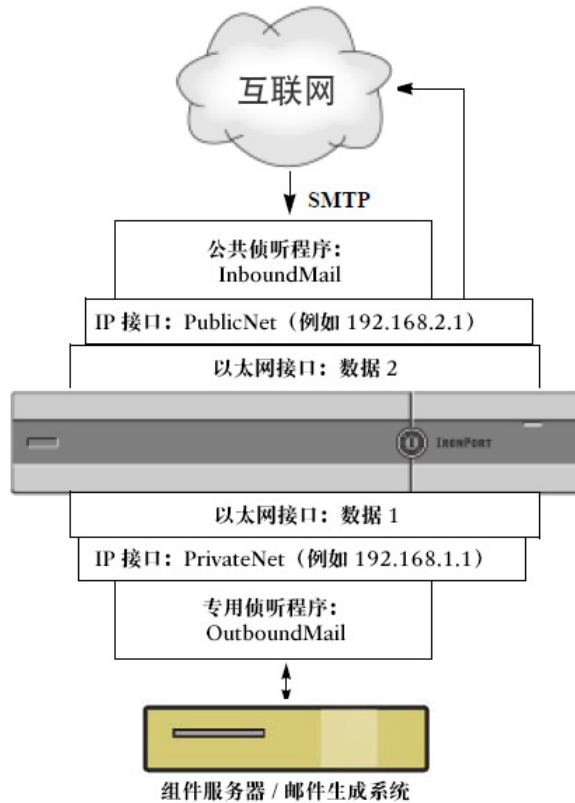 互联网
SMTP
公共侦听程序：
InboundMail
IP 接口：PublicNet（例如 192.168.2.1）
以太网接口：数据 2
IRONPORT
以太网接口：数据 1
IP 接口：PrivateNet（例如 192.168.1.1）
专用侦听程序：
OutboundMail
组件服务器 / 邮件生成系统